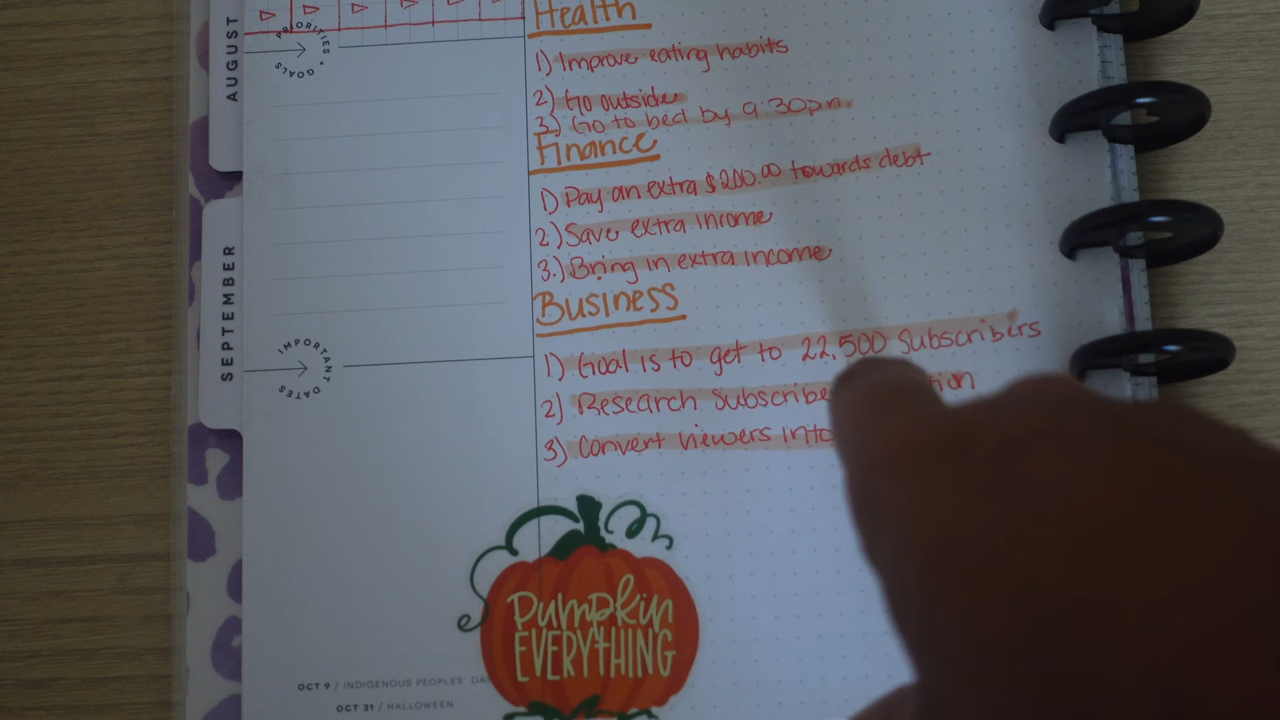 AUGUST
PRIORITIES • GOALS
Health
1) Improve eating habits
2) Go outside
3.) Go to bed by 9:30pm.
Finance
1) Pay an extra $200.00 towards debt
2) Save extra income
3.) Bring in extra income
SEPTEMBER
Business
IMPORTANT DATES
1) Goal is to get to 22,500 subscribers
2) Research subscribe
3) Convert viewers into
Pumpkin
EVERYTHING
OCT 9 / INDIGENOUS PEOPLES' DA
OCT 31 / HALLOWEEN